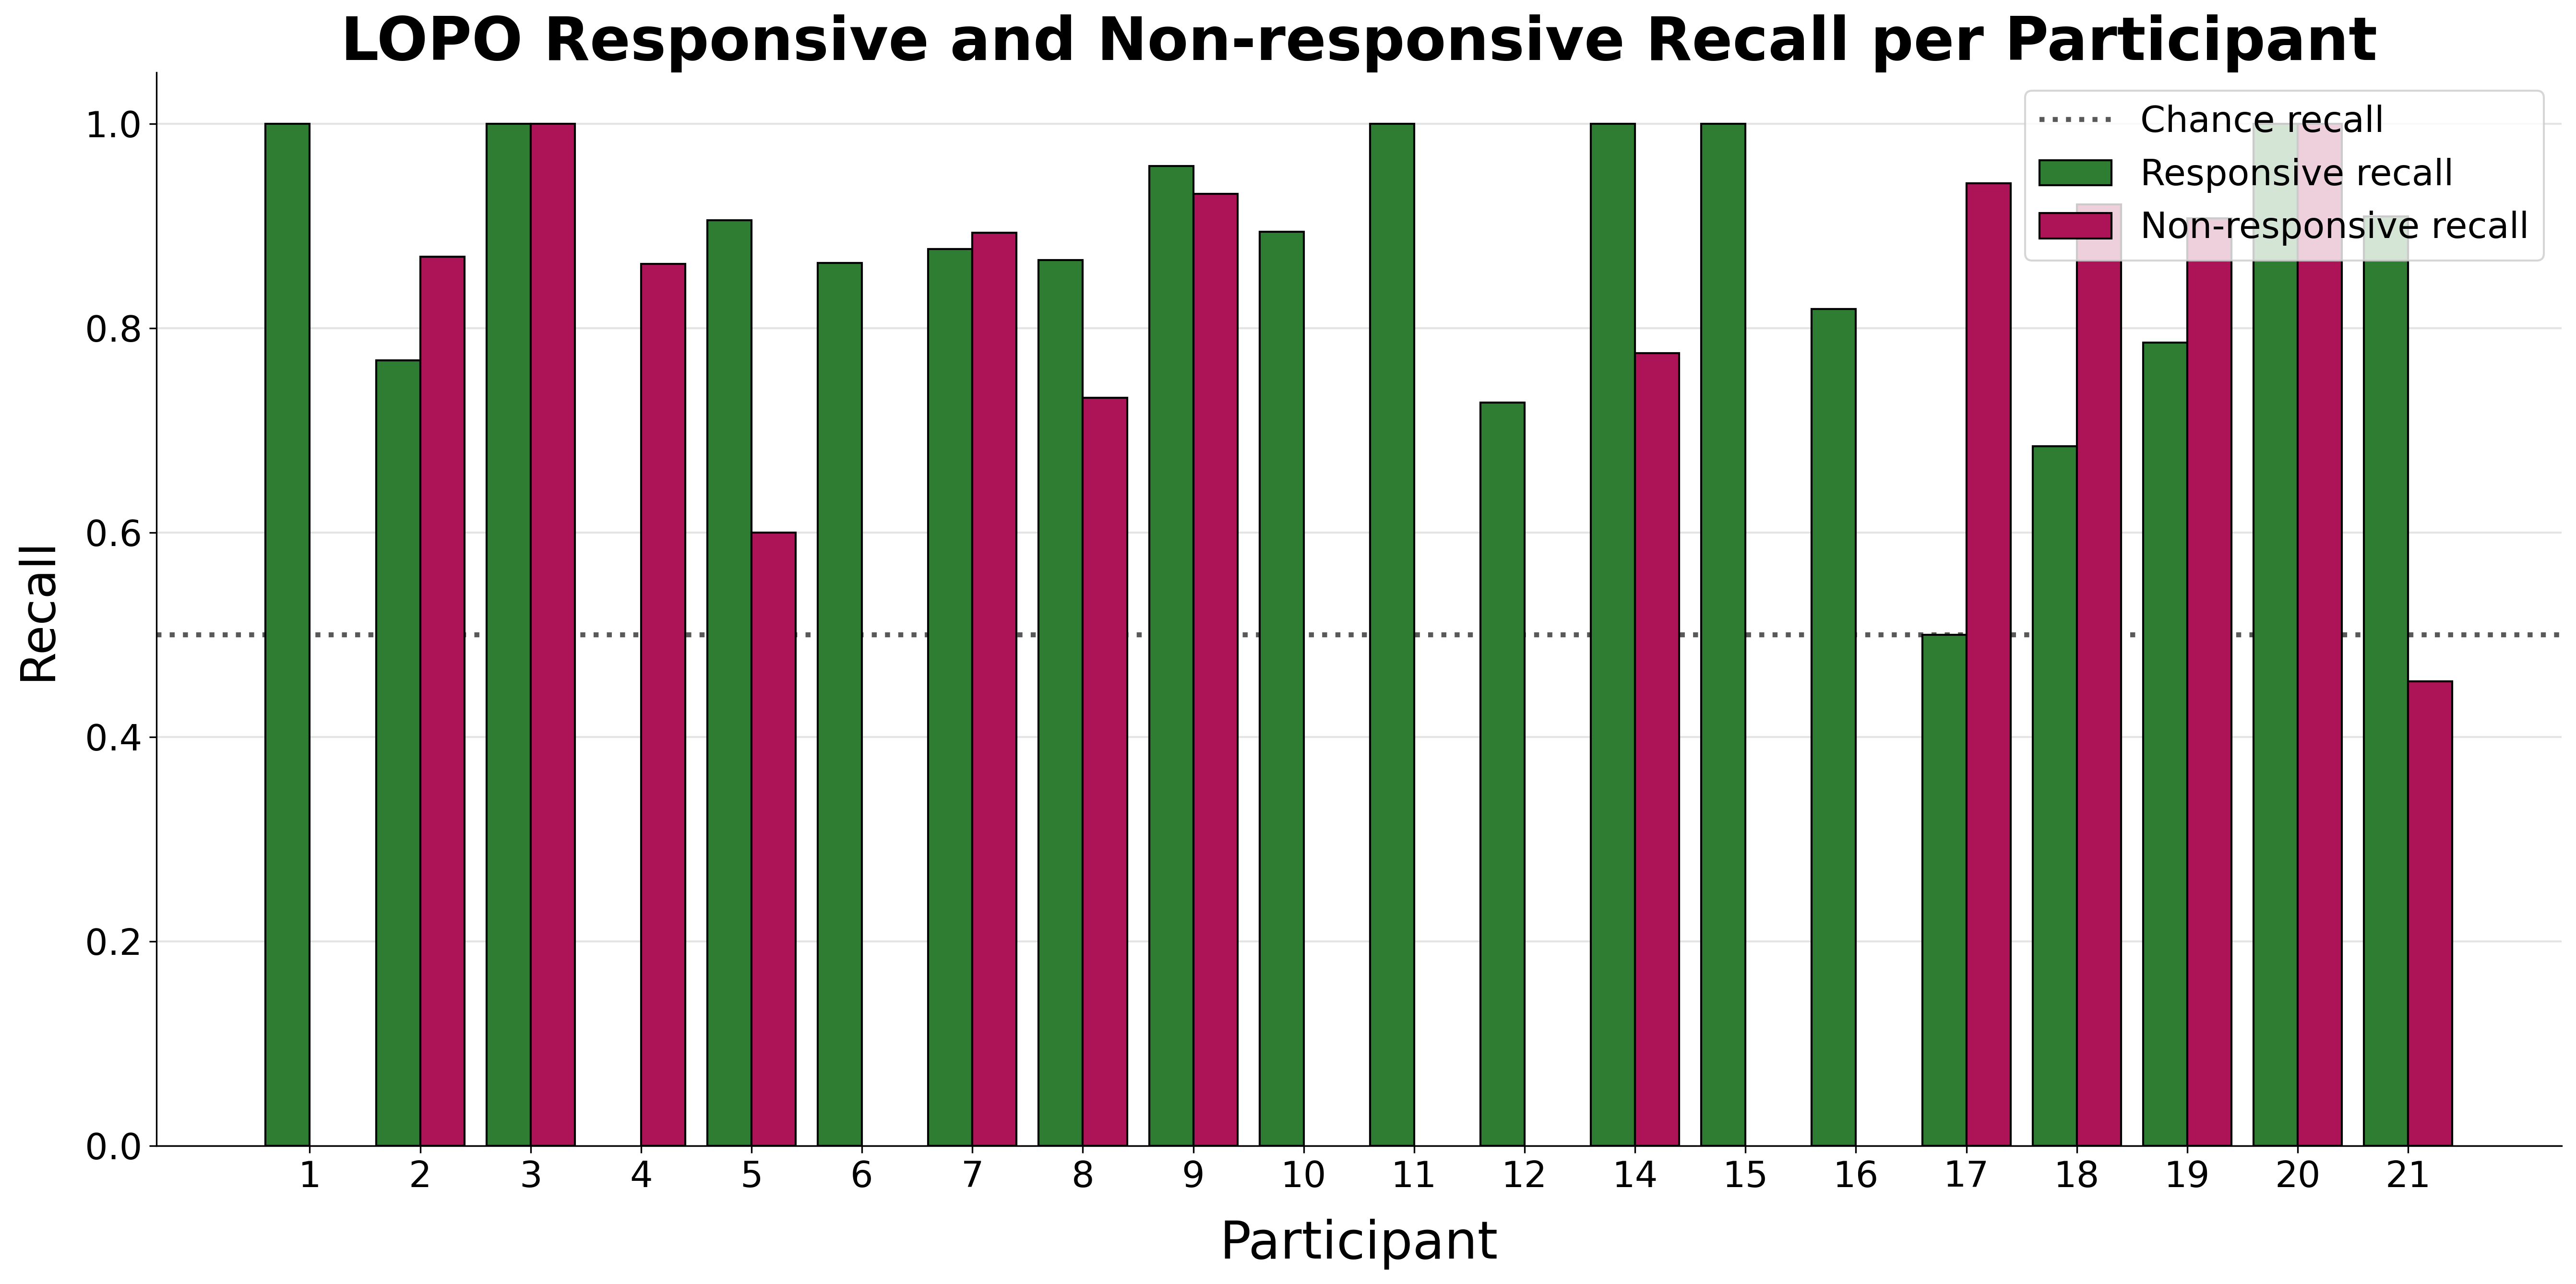 LOPO Responsive and Non-responsive Recall per Participant
Chance recall
Responsive recall
Non-responsive recall
1.0
0.8
0.6
0.4
0.2
0.0
Recall
1 2 3 4 5 6 7 8 9 10 11 12 14 15 16 17 18 19 20 21
Participant